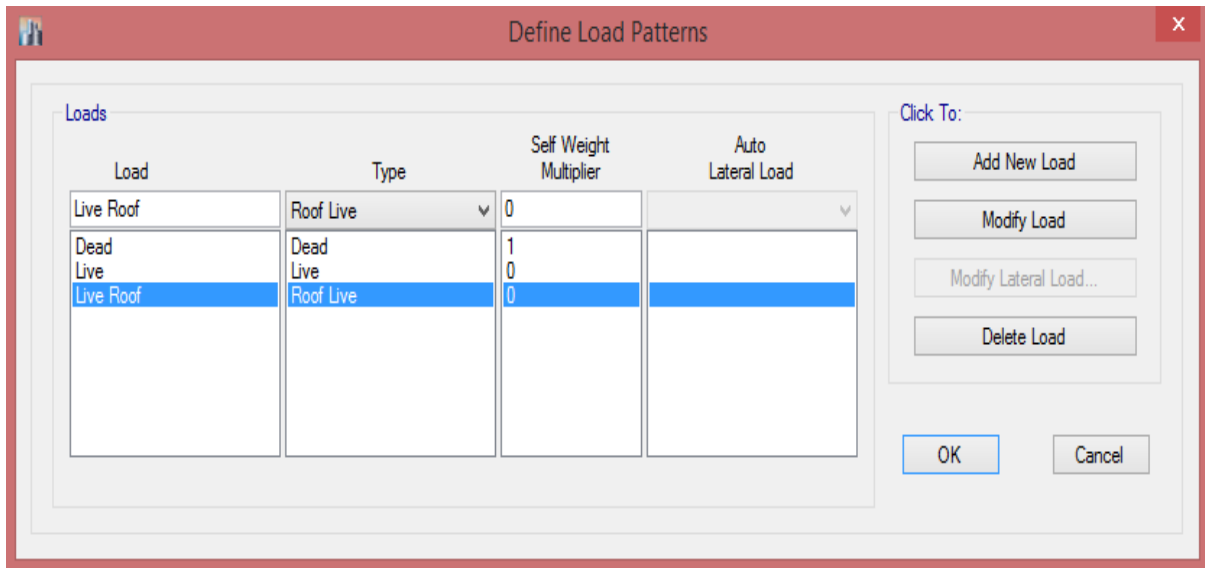 Define Load Patterns
X
Loads
Load
Type
Self Weight
Multiplier
Auto
Lateral Load
Live Roof Roof Live 0
Dead Dead 1
Live Live 0
Live Roof Roof Live 0
Click To:
Add New Load
Modify Load
Modify Lateral Load...
Delete Load
OK
Cancel